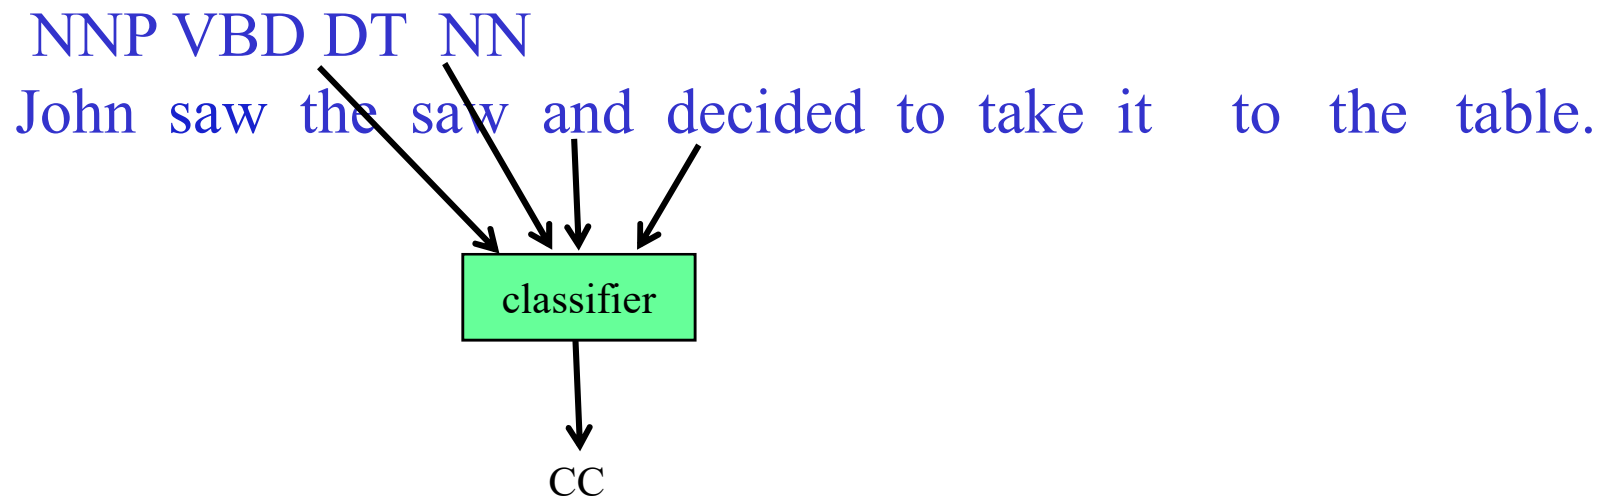 NNP VBD DT NN
John saw the saw and decided to take it to the table.
classifier
CC